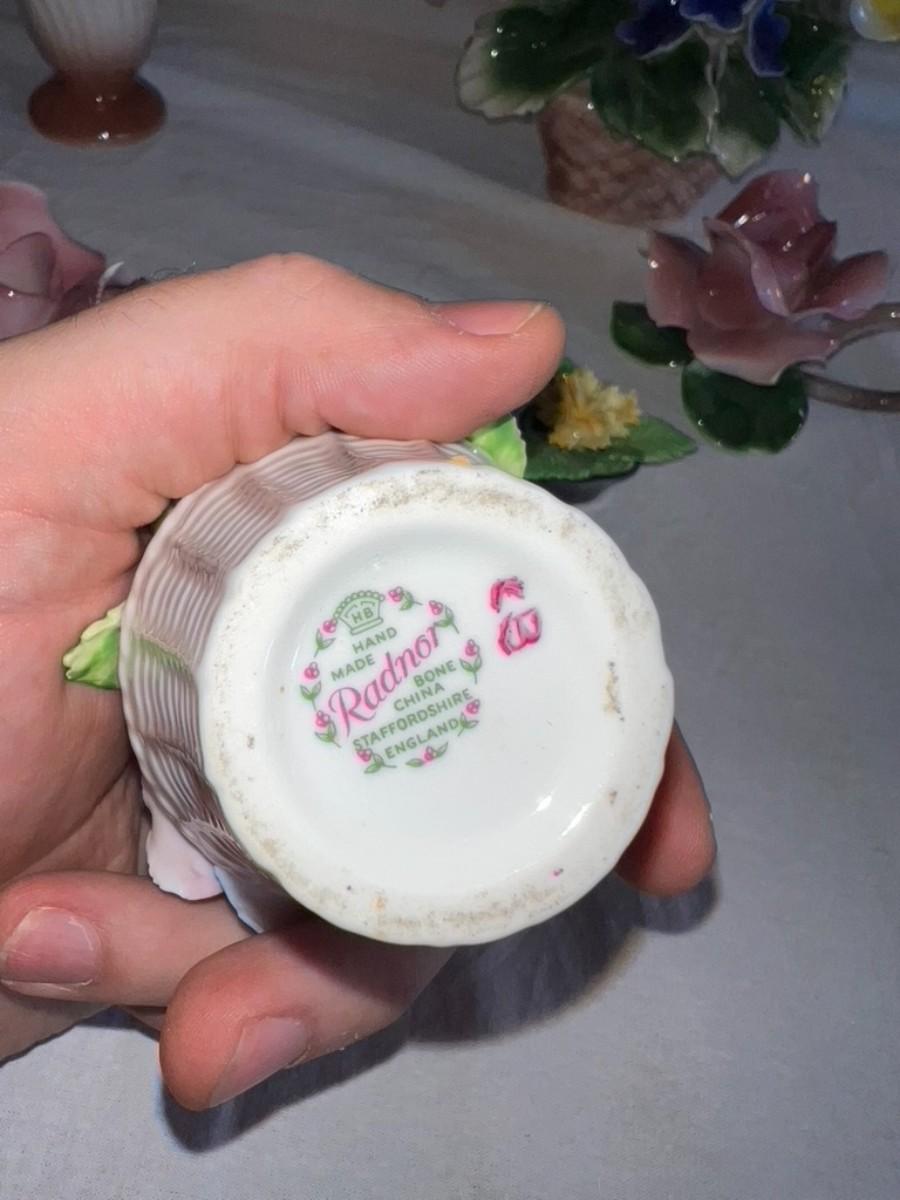 HB
HAND
MADE
Radnor
BONE
CHINA
STAFFORDSHIRE
ENGLAND